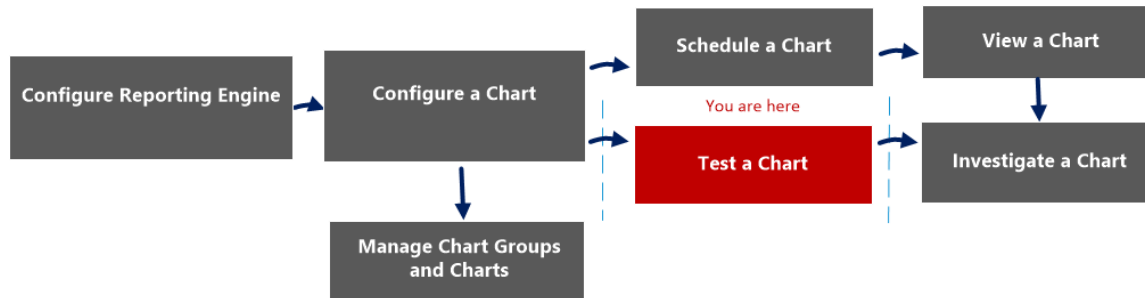 Configure Reporting Engine
Configure a Chart
Schedule a Chart
View a Chart
You are here
Test a Chart
Investigate a Chart
Manage Chart Groups
and Charts